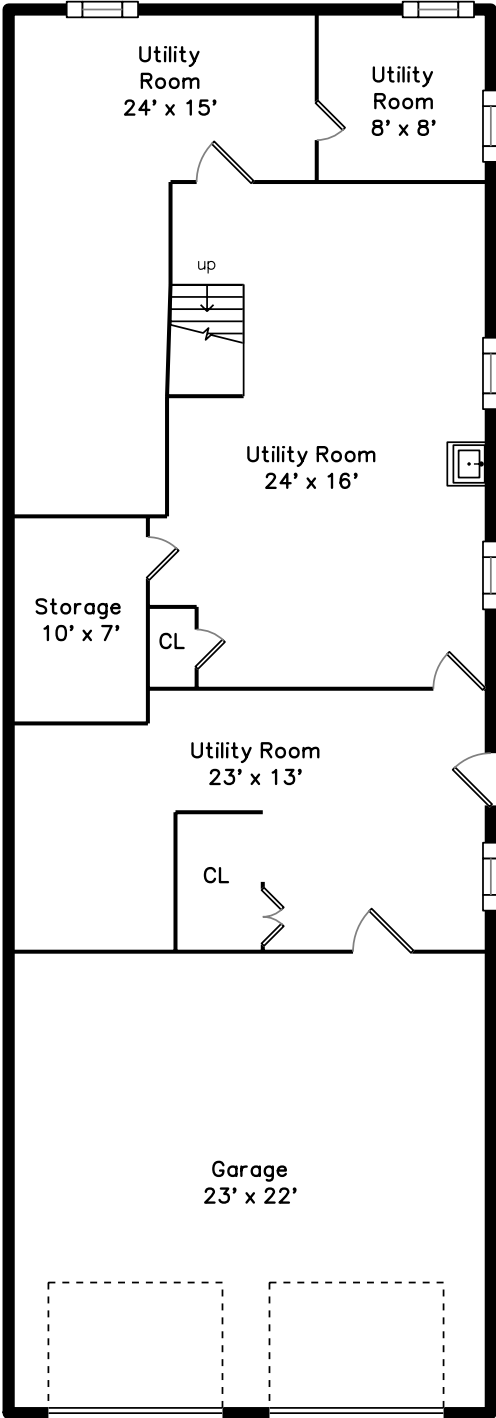 Utility
Room
24' x 15'
Utility
Room
8' x 8'
up
Utility Room
24' x 16'
Storage
10' x 7'
CL
Utility Room
23' x 13'
CL
Garage
23' x 22'